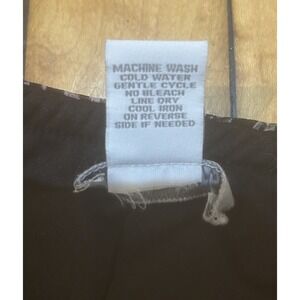 MACHINE WASH
COLD WATER
GENTLE CYCLE
NO BLEACH
LINE DRY
COOL IRON
ON REVERSE
SIDE IF NEEDED